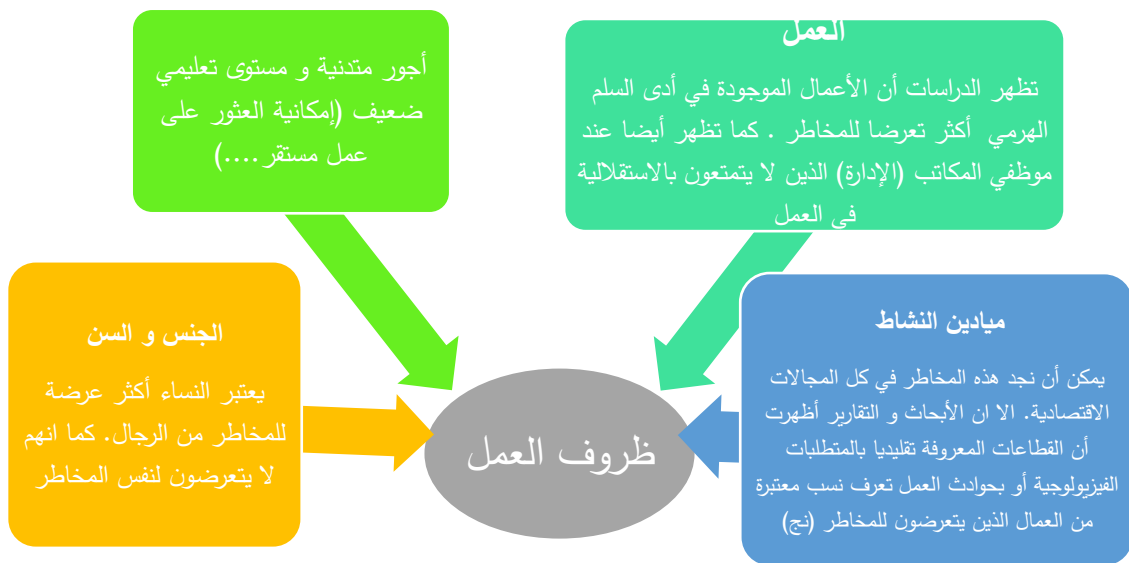 العمل
تظهر الدراسات أن الأعمال الموجودة في أدى السلم
الهرمي أكثر تعرضا للمخاطر . كما تظهر أيضا عند
موظفي المكاتب (الإدارة) الذين لا يتمتعون بالاستقلالية
في العمل
أجور متدنية و مستوى تعليمي
ضعيف (إمكانية العثور على
عمل مستقر ....)
ميادين النشاط
يمكن أن نجد هذه المخاطر في كل المجالات
الاقتصادية. الا ان الأبحاث و التقارير أظهرت
أن القطاعات المعروفة تقليديا بالمتطلبات
الفيزيولوجية أو بحوادث العمل تعرف نسب معتبرة
من العمال الذين يتعرضون للمخاطر (نج)
الجنس و السن
يعتبر النساء أكثر عرضة
للمخاطر من الرجال. كما انهم
لا يتعرضون لنفس المخاطر
ظروف العمل